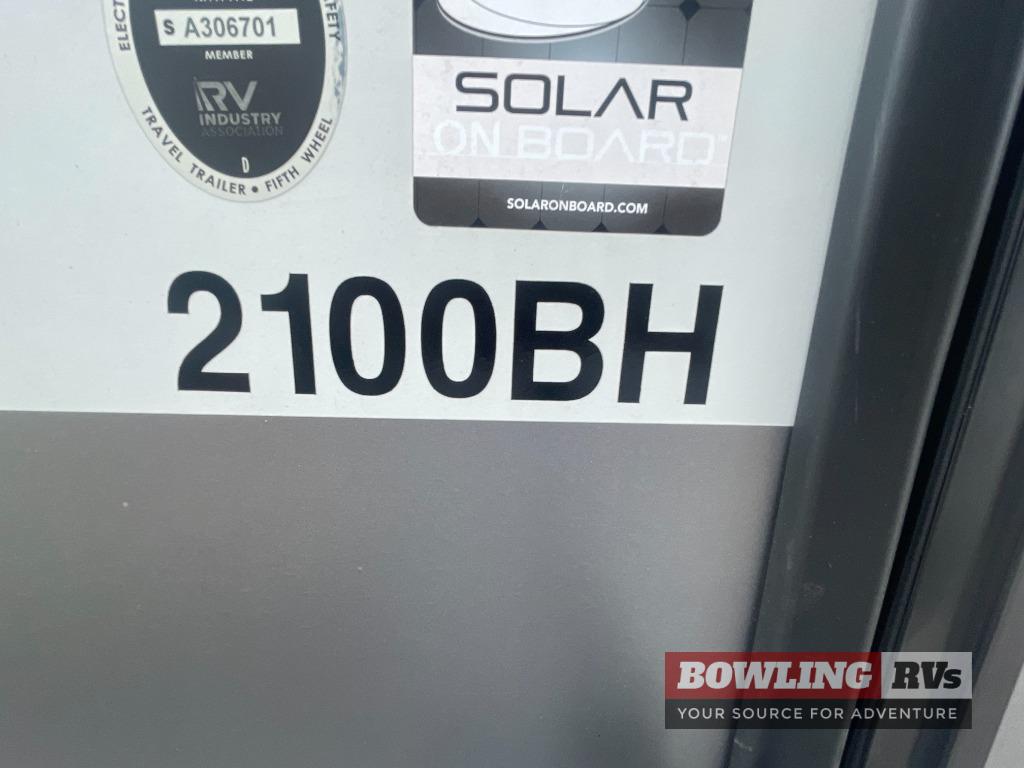 S A306701
MEMBER
RV
INDUSTRY
ASSOCIATION
D
TRAVEL TRAILER • FIFTH WHEEL
SOLAR
ON BOARD™
SOLARONBOARD.COM
2100BH
BOWLING RVs
YOUR SOURCE FOR ADVENTURE